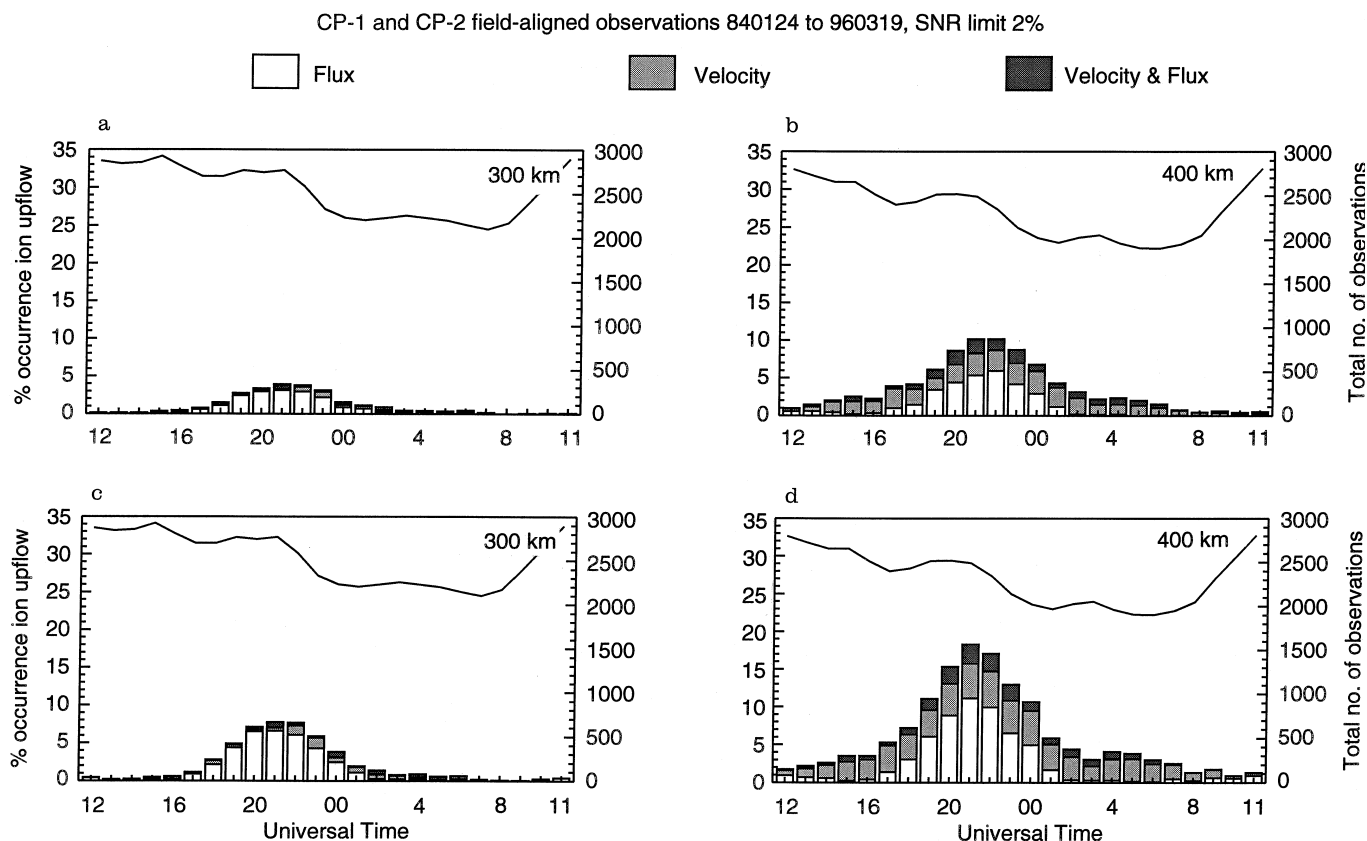 CP-1 and CP-2 field-aligned observations 840124 to 960319, SNR limit 2%
Flux
Velocity
Velocity & Flux
a
% occurrence ion upflow
35
30
25
20
15
10
5
0
300 km
3000
2500
2000
1500
1000
500
0
12 16 20 00 4 8 11
b
35
30
25
20
15
10
5
0
400 km
3000
2500
2000
1500
1000
500
0
Total no. of observations
12 16 20 00 4 8 11
c
% occurrence ion upflow
35
30
25
20
15
10
5
0
300 km
3000
2500
2000
1500
1000
500
0
12 16 20 00 4 8 11
Universal Time
d
35
30
25
20
15
10
5
0
400 km
3000
2500
2000
1500
1000
500
0
Total no. of observations
12 16 20 00 4 8 11
Universal Time